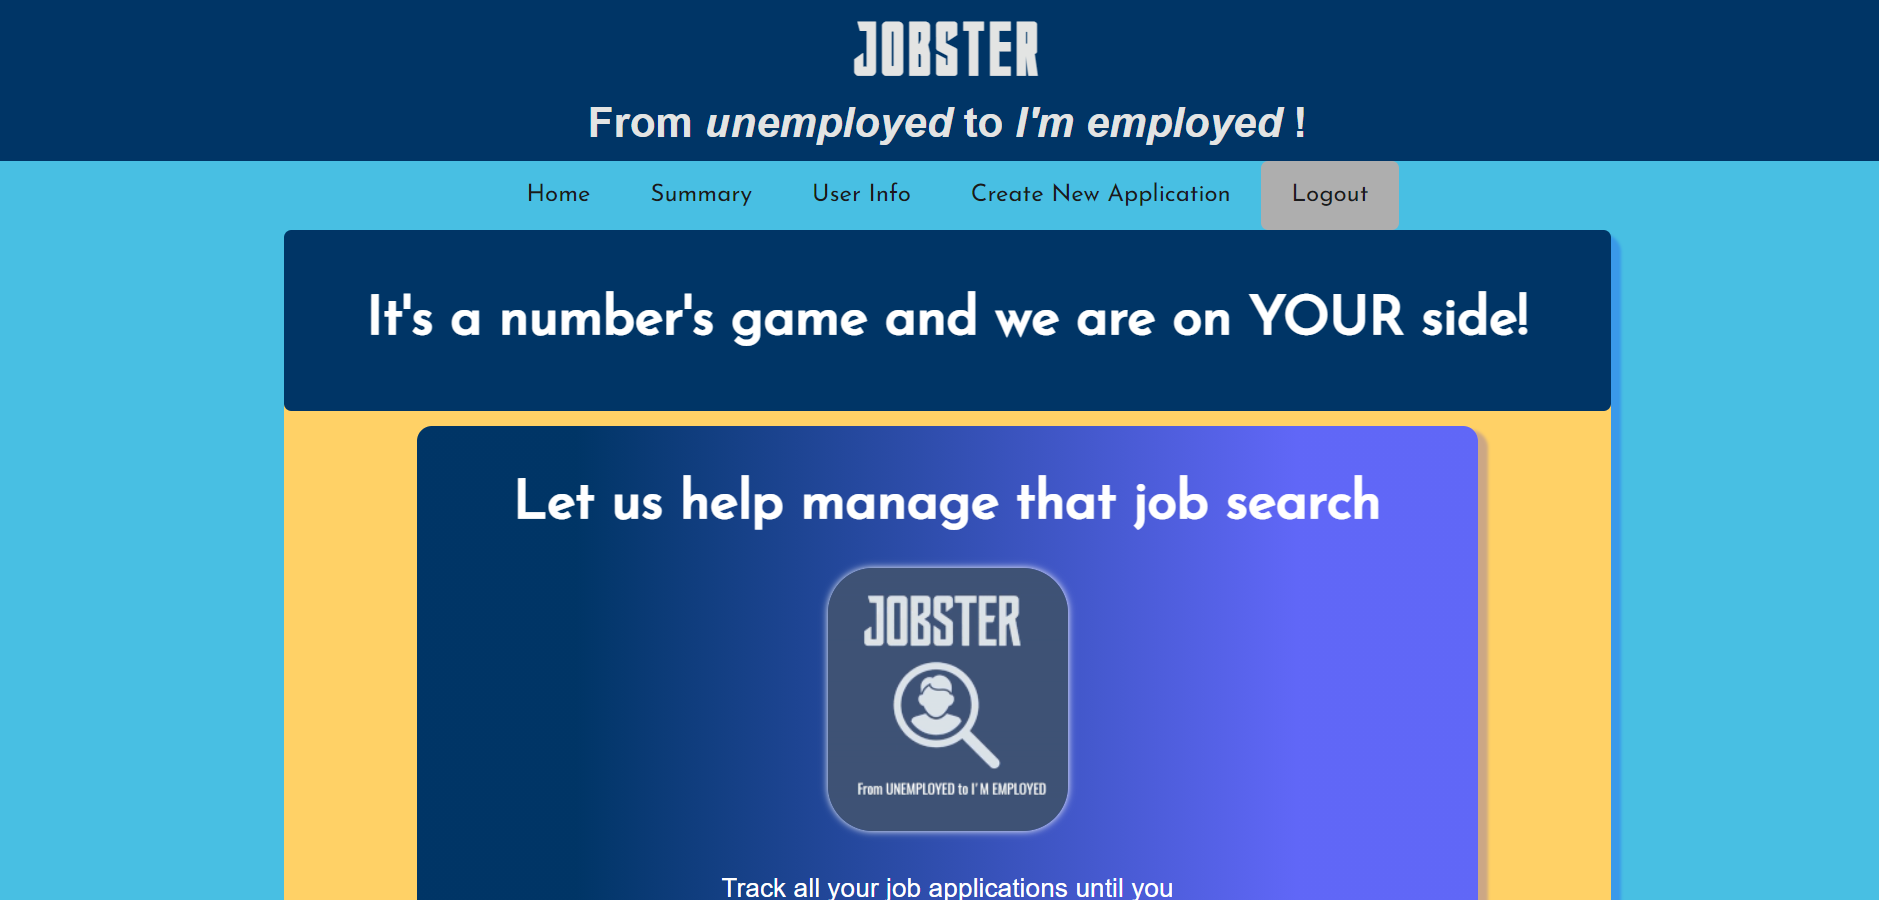 JOBSTER
From unemployed to I'm employed !
Home Summary User Info Create New Application Logout
It's a number's game and we are on YOUR side!
Let us help manage that job search
JOBSTER
From UNEMPLOYED to I'M EMPLOYED
Track all your job applications until you